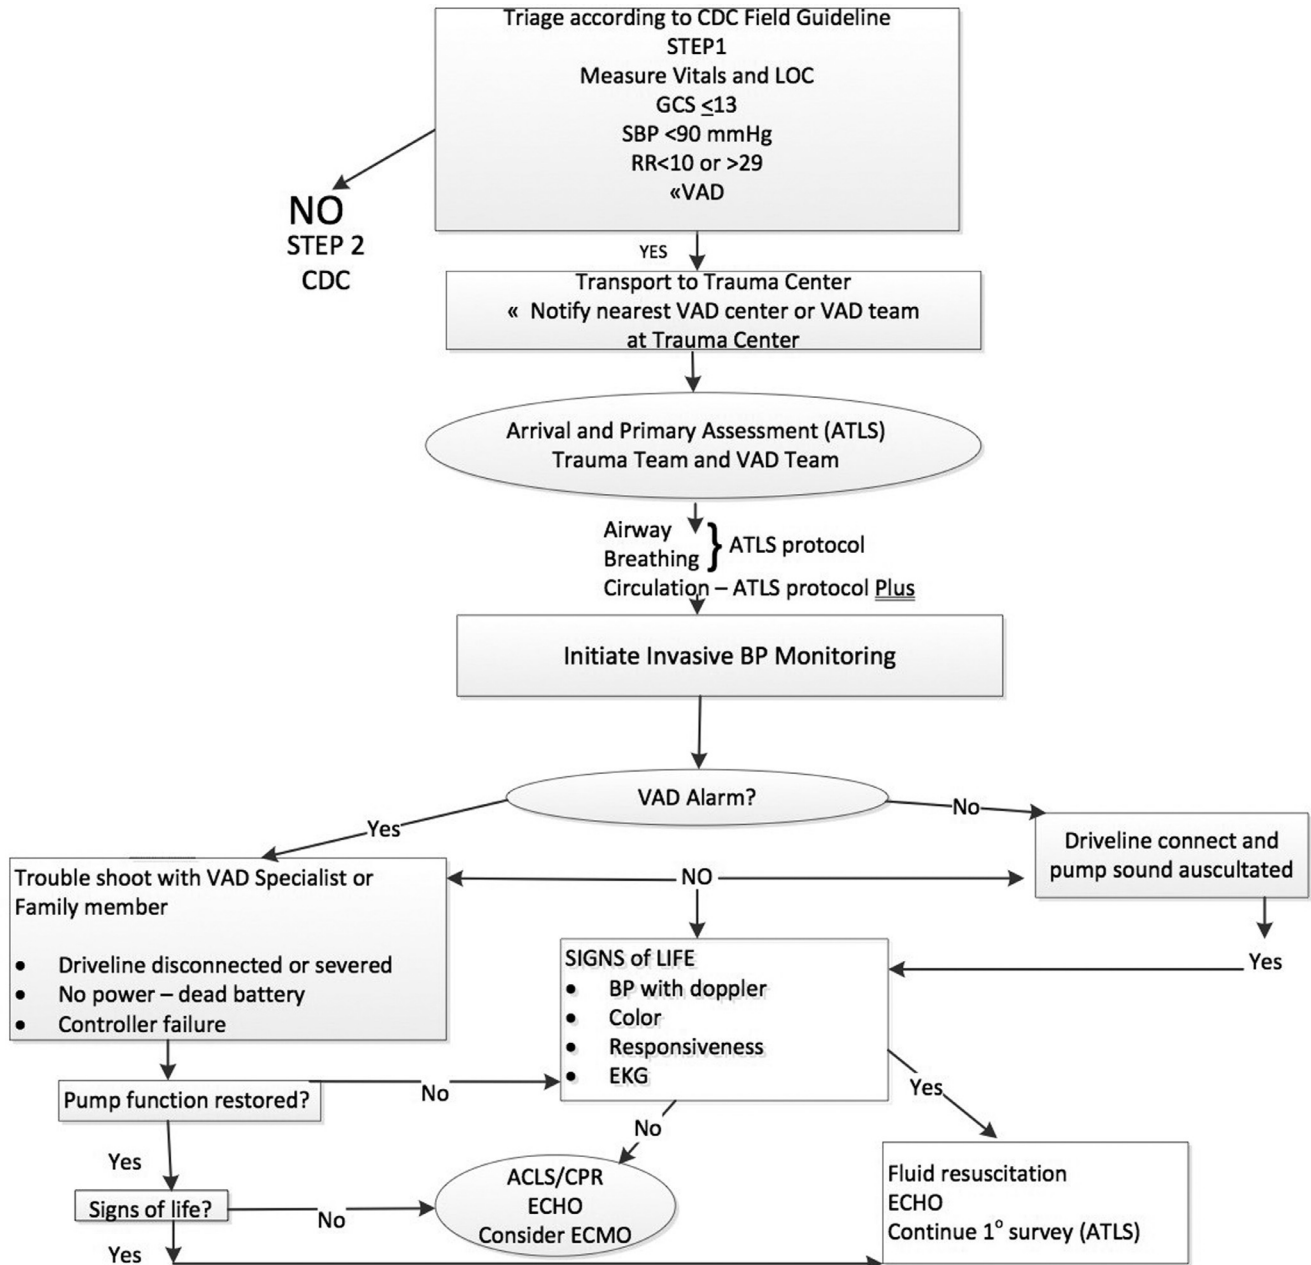 Triage according to CDC Field Guideline
STEP1
Measure Vitals and LOC
GCS ≤13
SBP <90 mmHg
RR<10 or >29
«VAD
NO
STEP 2
CDC
YES
Transport to Trauma Center
« Notify nearest VAD center or VAD team
at Trauma Center
Arrival and Primary Assessment (ATLS)
Trauma Team and VAD Team
Airway
Breathing } ATLS protocol
Circulation – ATLS protocol Plus
Initiate Invasive BP Monitoring
VAD Alarm?
Yes
No
Driveline connect and
pump sound auscultated
Trouble shoot with VAD Specialist or
Family member
• Driveline disconnected or severed
• No power – dead battery
• Controller failure
NO
Yes
SIGNS of LIFE
• BP with doppler
• Color
• Responsiveness
• EKG
Pump function restored?
No
Yes
No
Yes
Signs of life?
No
ACLS/CPR
ECHO
Consider ECMO
Fluid resuscitation
ECHO
Continue 1° survey (ATLS)
Yes